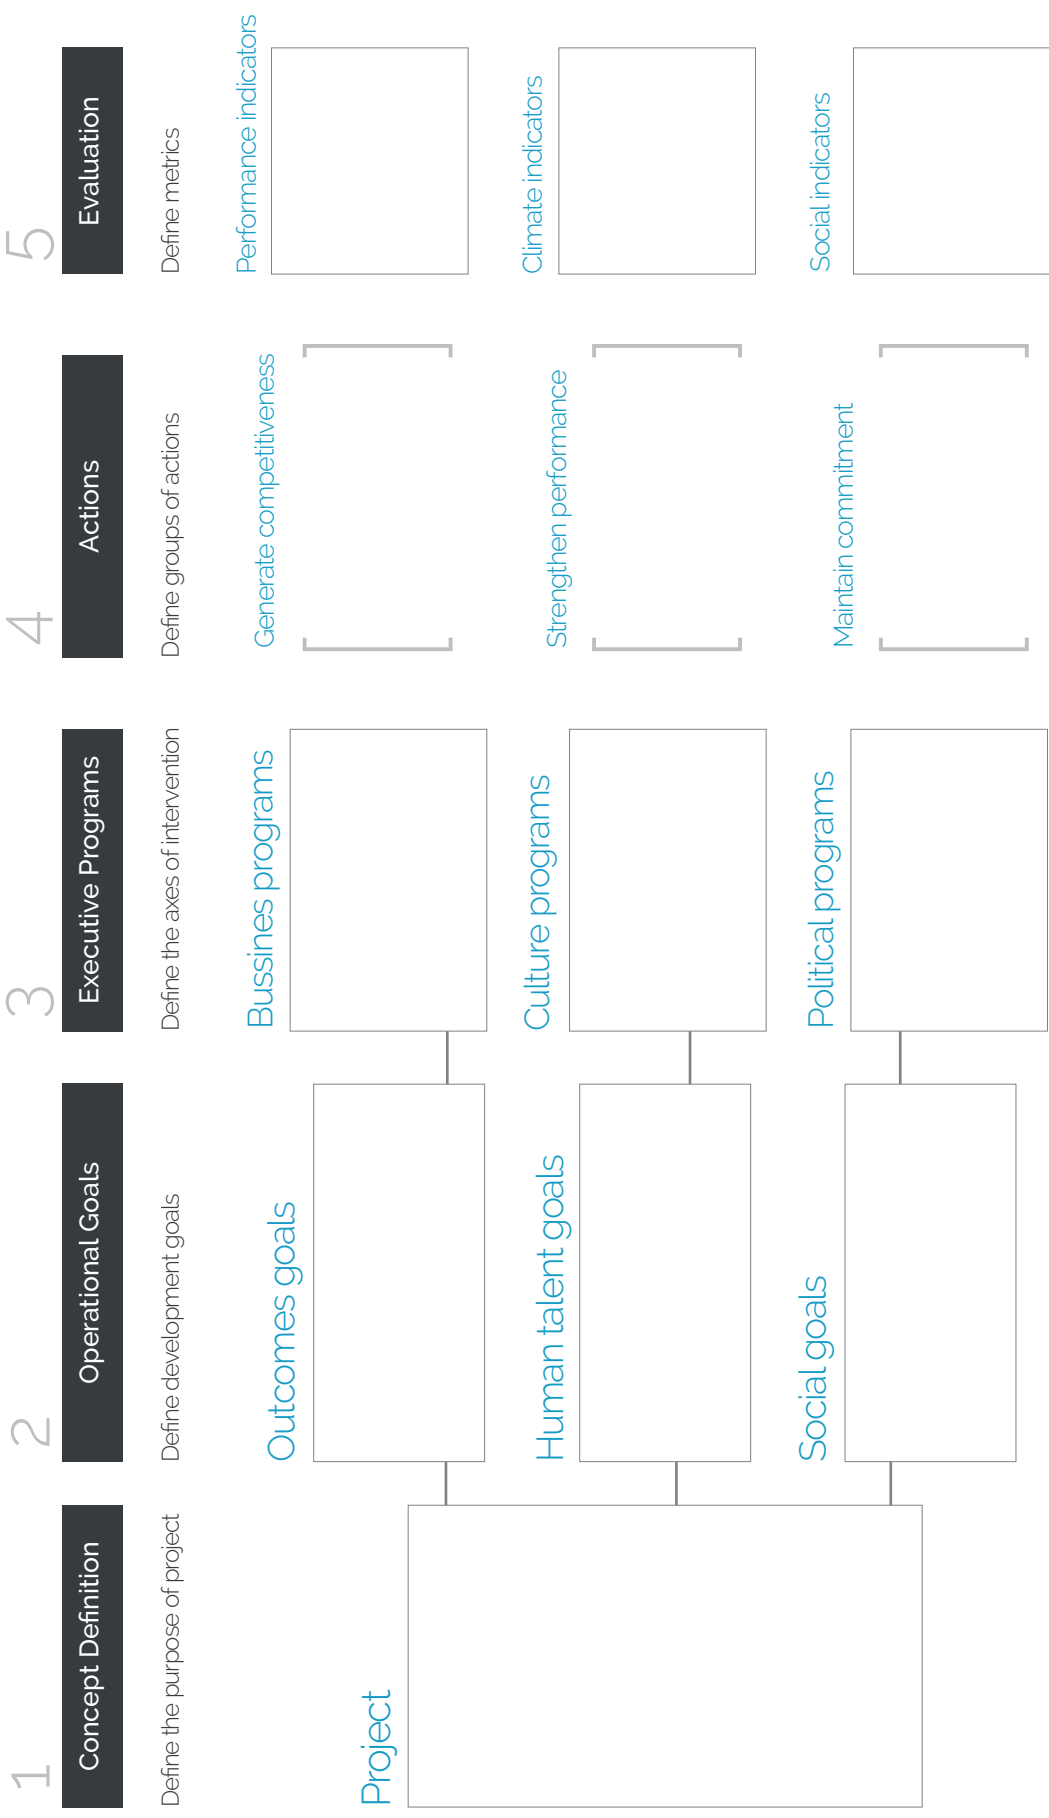 1
Concept Definition
Define the purpose of project
Project
2
Operational Goals
Define development goals
Outcomes goals
Human talent goals
Social goals
3
Executive Programs
Define the axes of intervention
Bussines programs
Culture programs
Political programs
4
Actions
Define groups of actions
Generate competitiveness
Strengthen performance
Maintain commitment
5
Evaluation
Define metrics
Performance indicators
Climate indicators
Social indicators